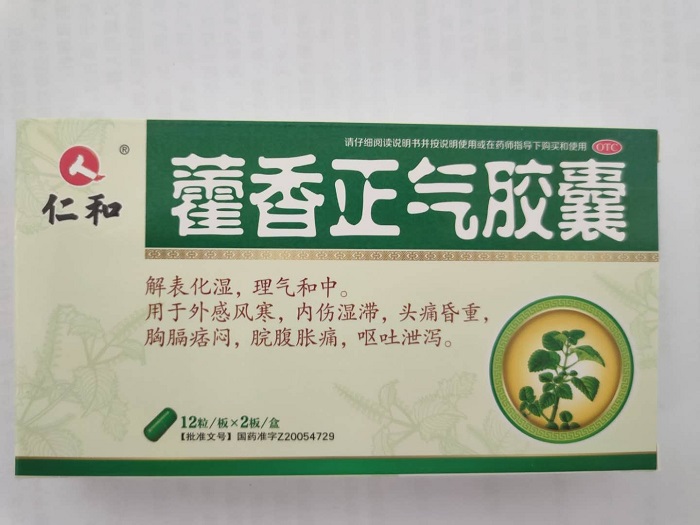 请仔细阅读说明书并按说明使用或在药师指导下购买和使用 OTC
®
仁和
藿香正气胶囊
解表化湿，理气和中。
用于外感风寒，内伤湿滞，头痛昏重，
胸膈痞闷，脘腹胀痛，呕吐泄泻。
12粒/板×2板/盒
【批准文号】国药准字Z20054729